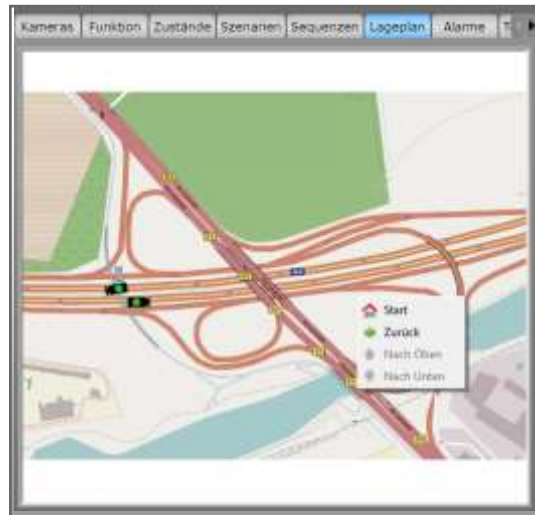 Kameras Funktion Zustände Szenarien Sequenzen Lageplan Alarme
Start
Zurück
Nach Oben
Nach Unten